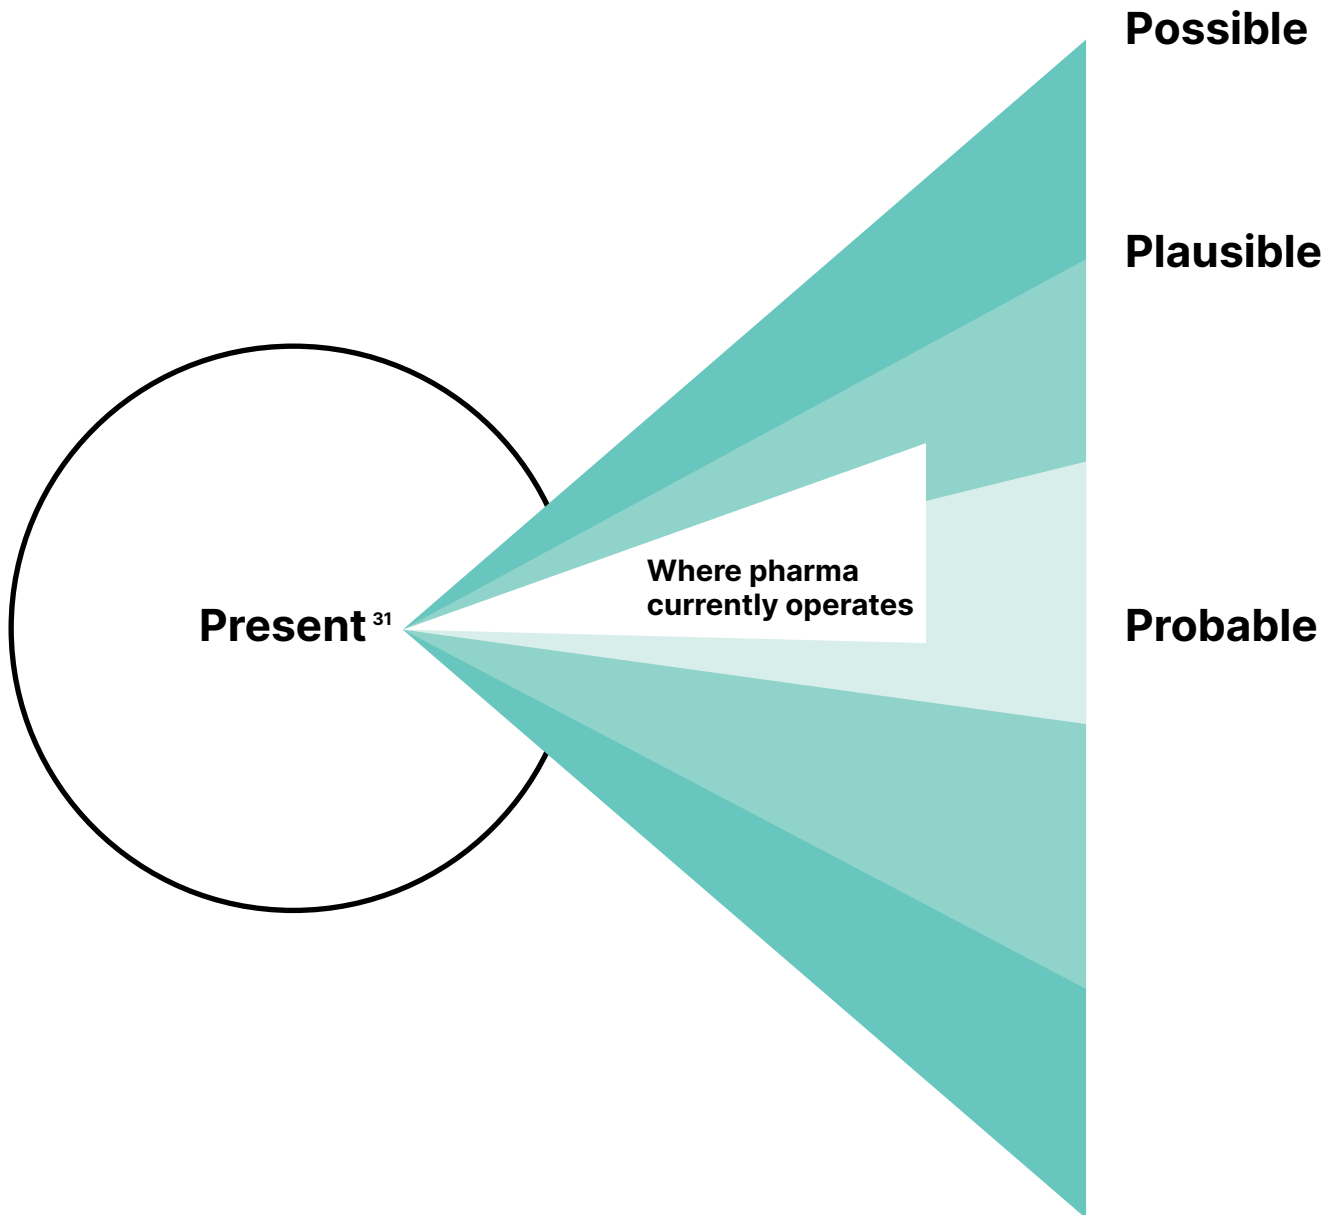 Possible
Plausible
Where pharma
currently operates
Present 31
Probable